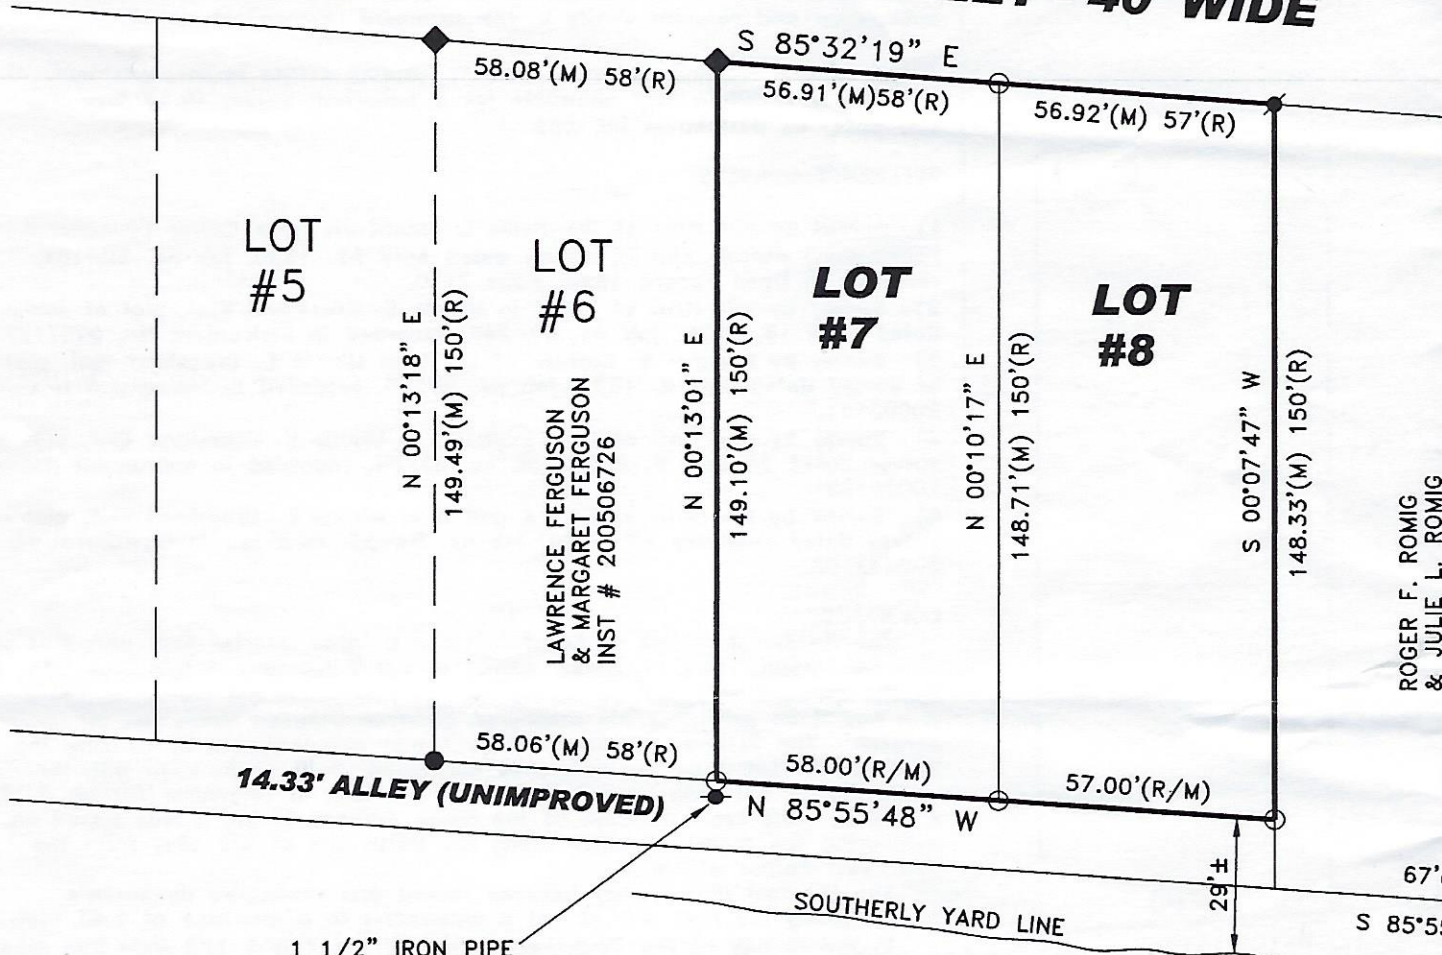 40' WIDE
S 85°32'19" E
58.08'(M) 58'(R)
56.91'(M)58'(R)
56.92'(M) 57'(R)
LOT
#5
LOT
#6
LOT
#7
LOT
#8
N 00°13'18" E
149.49'(M) 150'(R)
LAWRENCE FERGUSON
& MARGARET FERGUSON
INST # 200506726
N 00°13'01" E
149.10'(M) 150'(R)
N 00°10'17" E
148.71'(M) 150'(R)
S 00°07'47" W
148.33'(M) 150'(R)
ROGER F. ROMIG
& JULIE L. ROMIG
58.06'(M) 58'(R)
58.00'(R/M)
57.00'(R/M)
14.33' ALLEY (UNIMPROVED)
N 85°55'48" W
29'±
67'
SOUTHERLY YARD LINE
S 85°55
1 1/2" IRON PIPE